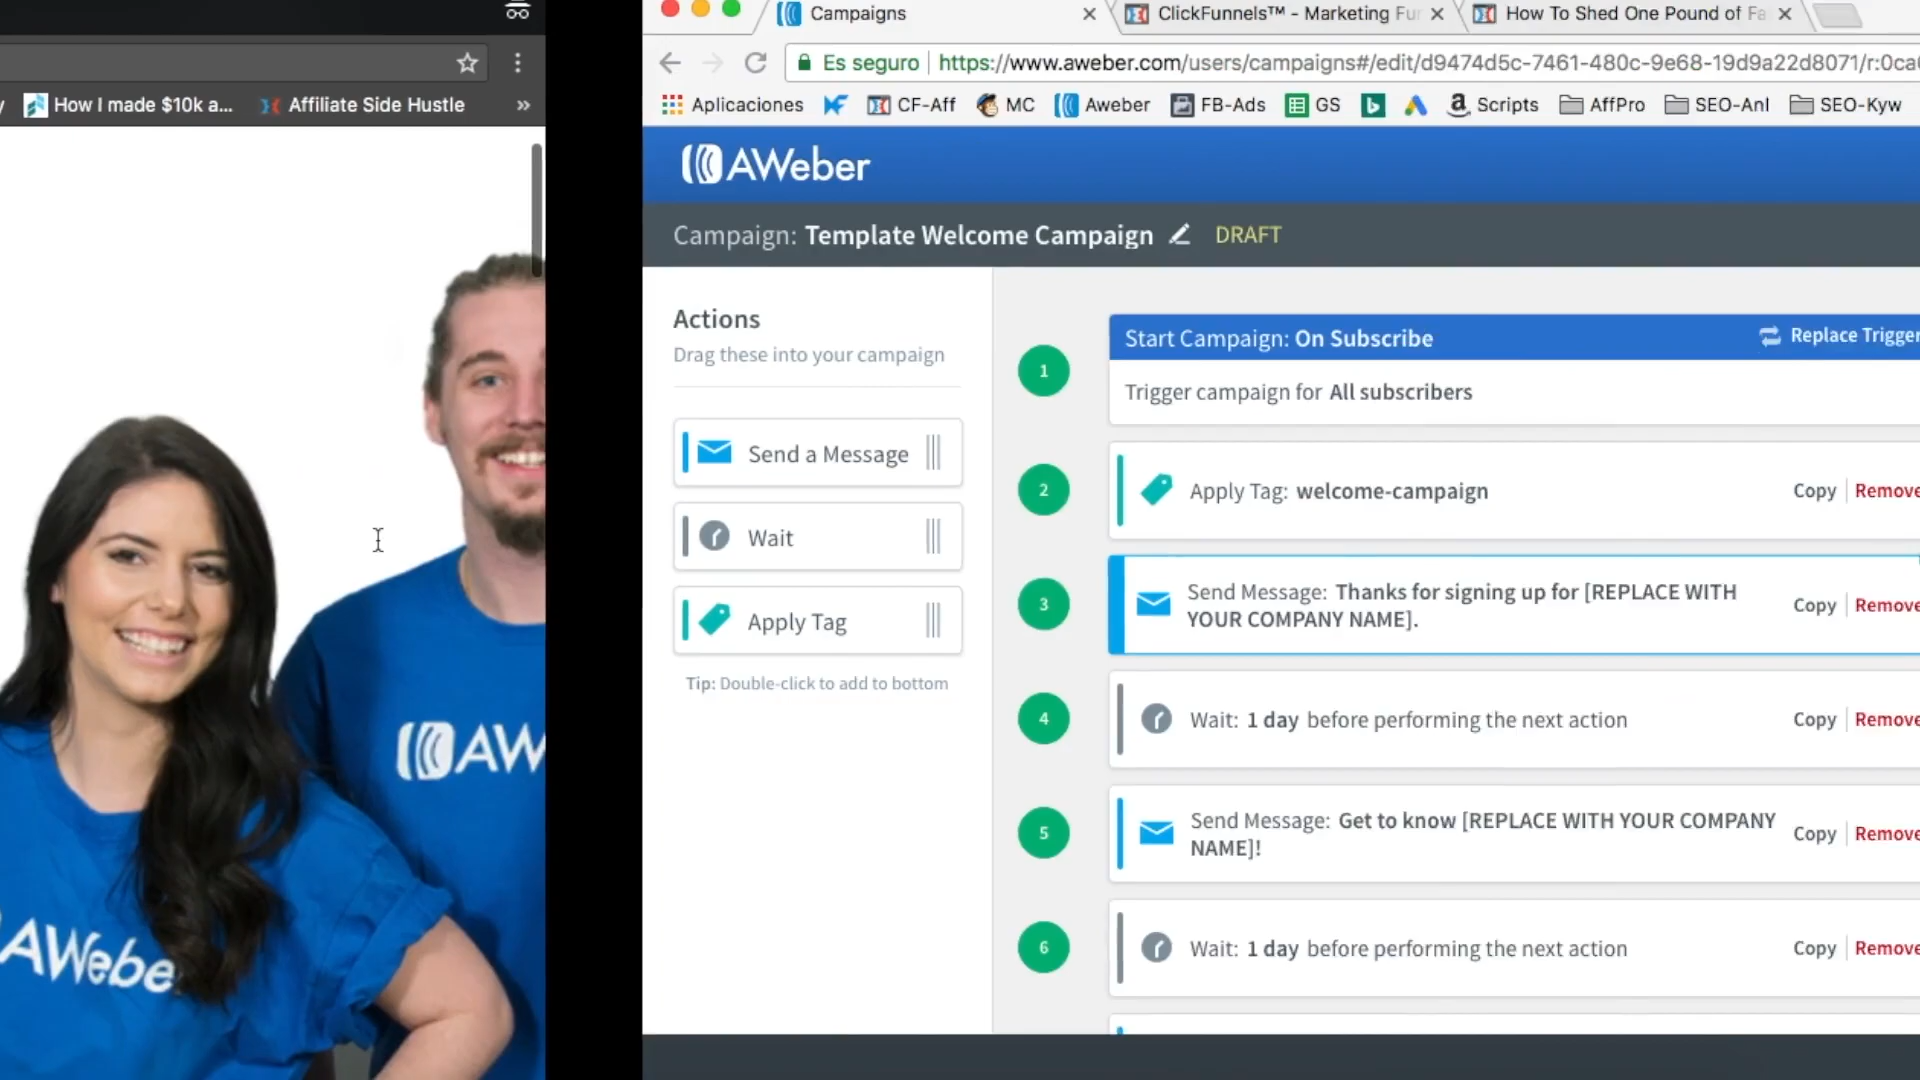 How I made $10k a...
Affiliate Side Hustle
»
AW
AWebe
Campaigns
ClickFunnels™ - Marketing Fu
How To Shed One Pound of Fa
Es seguro
https://www.aweber.com/users/campaigns#/edit/d9474d5c-7461-480c-9e68-19d9a22d8071/r:0ca
Aplicaciones
CF-Aff
MC
Aweber
FB-Ads
GS
Scripts
AffPro
SEO-Anl
SEO-Kyw
AWeber
Campaign: Template Welcome Campaign
DRAFT
Actions
Drag these into your campaign
Send a Message
Wait
Apply Tag
Tip: Double-click to add to bottom
1
Start Campaign: On Subscribe
Replace Trigger
Trigger campaign for All subscribers
2
Apply Tag: welcome-campaign
Copy
Remove
3
Send Message: Thanks for signing up for [REPLACE WITH
YOUR COMPANY NAME].
Copy
Remove
4
Wait: 1 day before performing the next action
Copy
Remove
5
Send Message: Get to know [REPLACE WITH YOUR COMPANY
NAME]!
Copy
Remove
6
Wait: 1 day before performing the next action
Copy
Remove